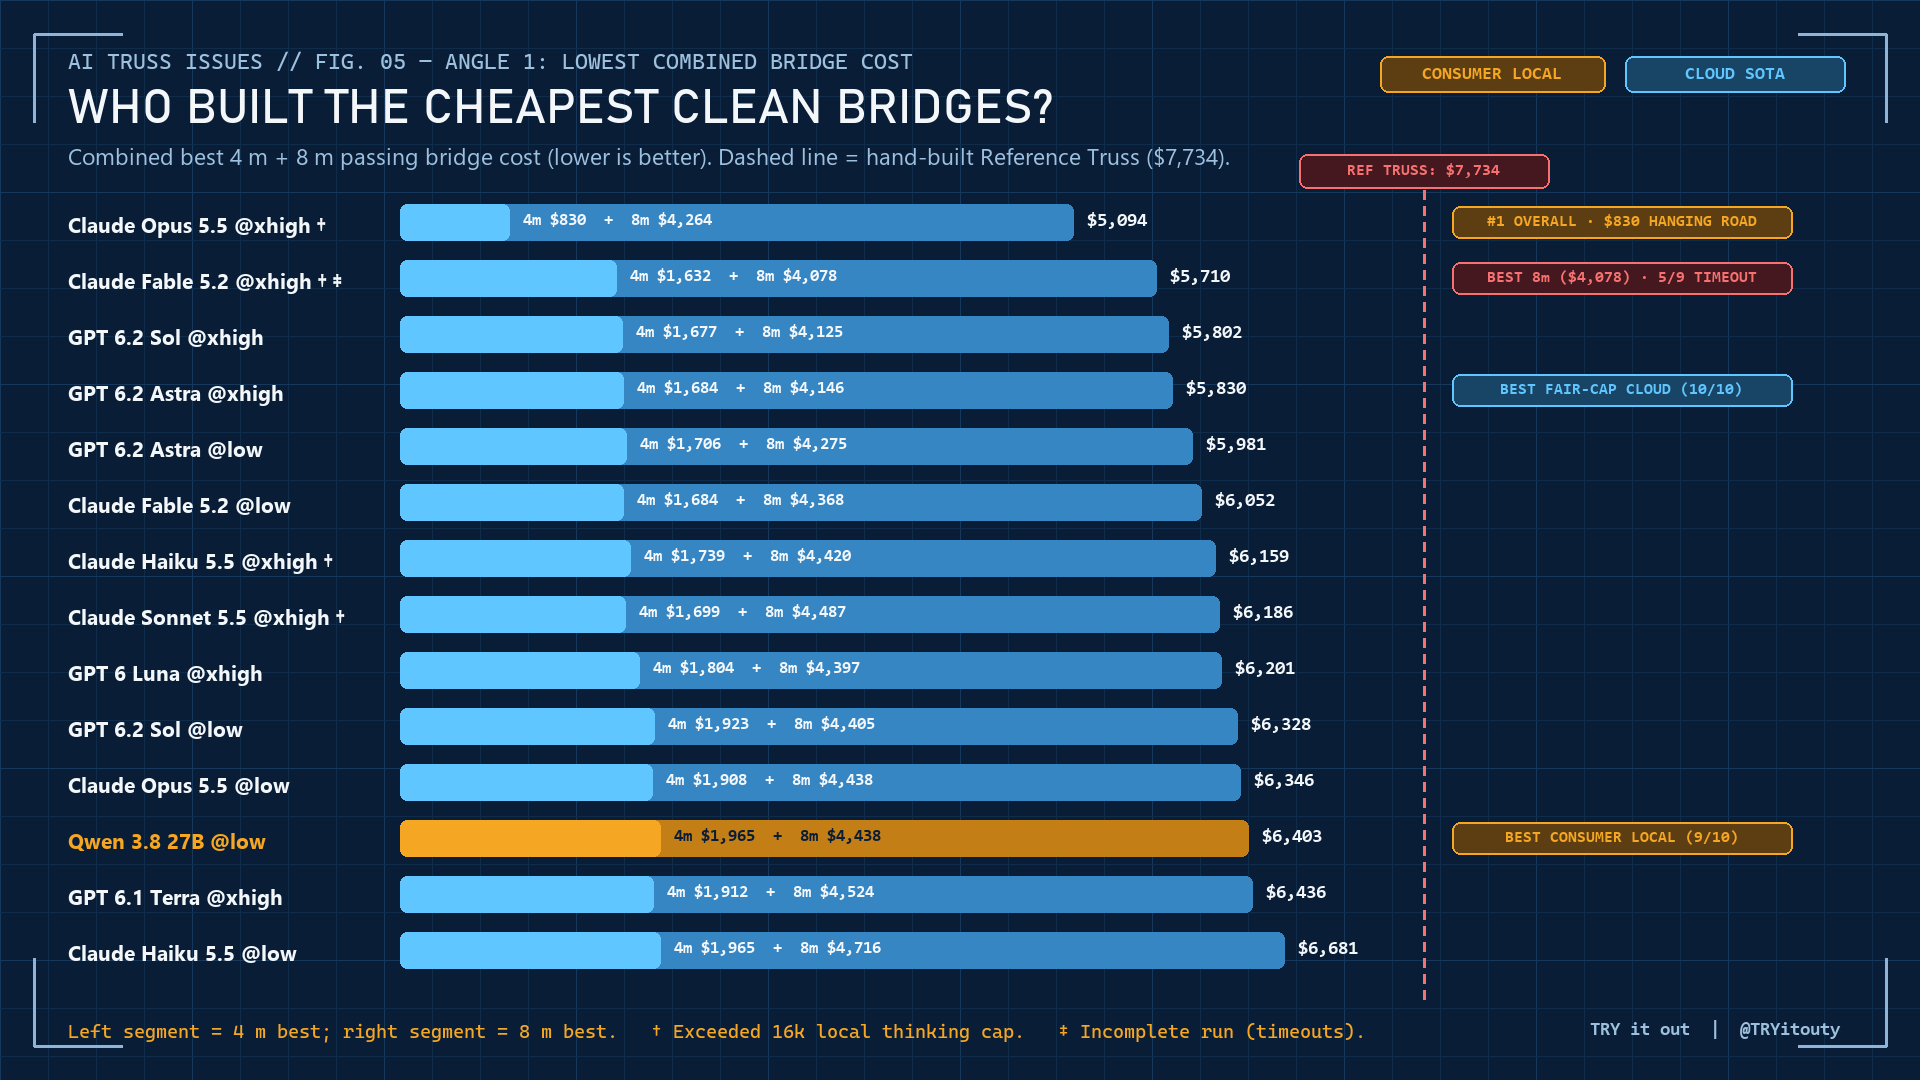 AI TRUSS ISSUES // FIG. 05 — ANGLE 1: LOWEST COMBINED BRIDGE COST
CONSUMER LOCAL
CLOUD SOTA
WHO BUILT THE CHEAPEST CLEAN BRIDGES?
Combined best 4 m + 8 m passing bridge cost (lower is better). Dashed line = hand-built Reference Truss ($7,734).
REF TRUSS: $7,734
Claude Opus 5.5 @xhigh † 4m $830 + 8m $4,264 $5,094 #1 OVERALL · $830 HANGING ROAD
Claude Fable 5.2 @xhigh † ‡ 4m $1,632 + 8m $4,078 $5,710 BEST 8m ($4,078) · 5/9 TIMEOUT
GPT 6.2 Sol @xhigh 4m $1,677 + 8m $4,125 $5,802
GPT 6.2 Astra @xhigh 4m $1,684 + 8m $4,146 $5,830 BEST FAIR-CAP CLOUD (10/10)
GPT 6.2 Astra @low 4m $1,706 + 8m $4,275 $5,981
Claude Fable 5.2 @low 4m $1,684 + 8m $4,368 $6,052
Claude Haiku 5.5 @xhigh † 4m $1,739 + 8m $4,420 $6,159
Claude Sonnet 5.5 @xhigh † 4m $1,699 + 8m $4,487 $6,186
GPT 6 Luna @xhigh 4m $1,804 + 8m $4,397 $6,201
GPT 6.2 Sol @low 4m $1,923 + 8m $4,405 $6,328
Claude Opus 5.5 @low 4m $1,908 + 8m $4,438 $6,346
Qwen 3.8 27B @low 4m $1,965 + 8m $4,438 $6,403 BEST CONSUMER LOCAL (9/10)
GPT 6.1 Terra @xhigh 4m $1,912 + 8m $4,524 $6,436
Claude Haiku 5.5 @low 4m $1,965 + 8m $4,716 $6,681
Left segment = 4 m best; right segment = 8 m best. † Exceeded 16k local thinking cap. ‡ Incomplete run (timeouts).
TRY it out | @TRYitouty